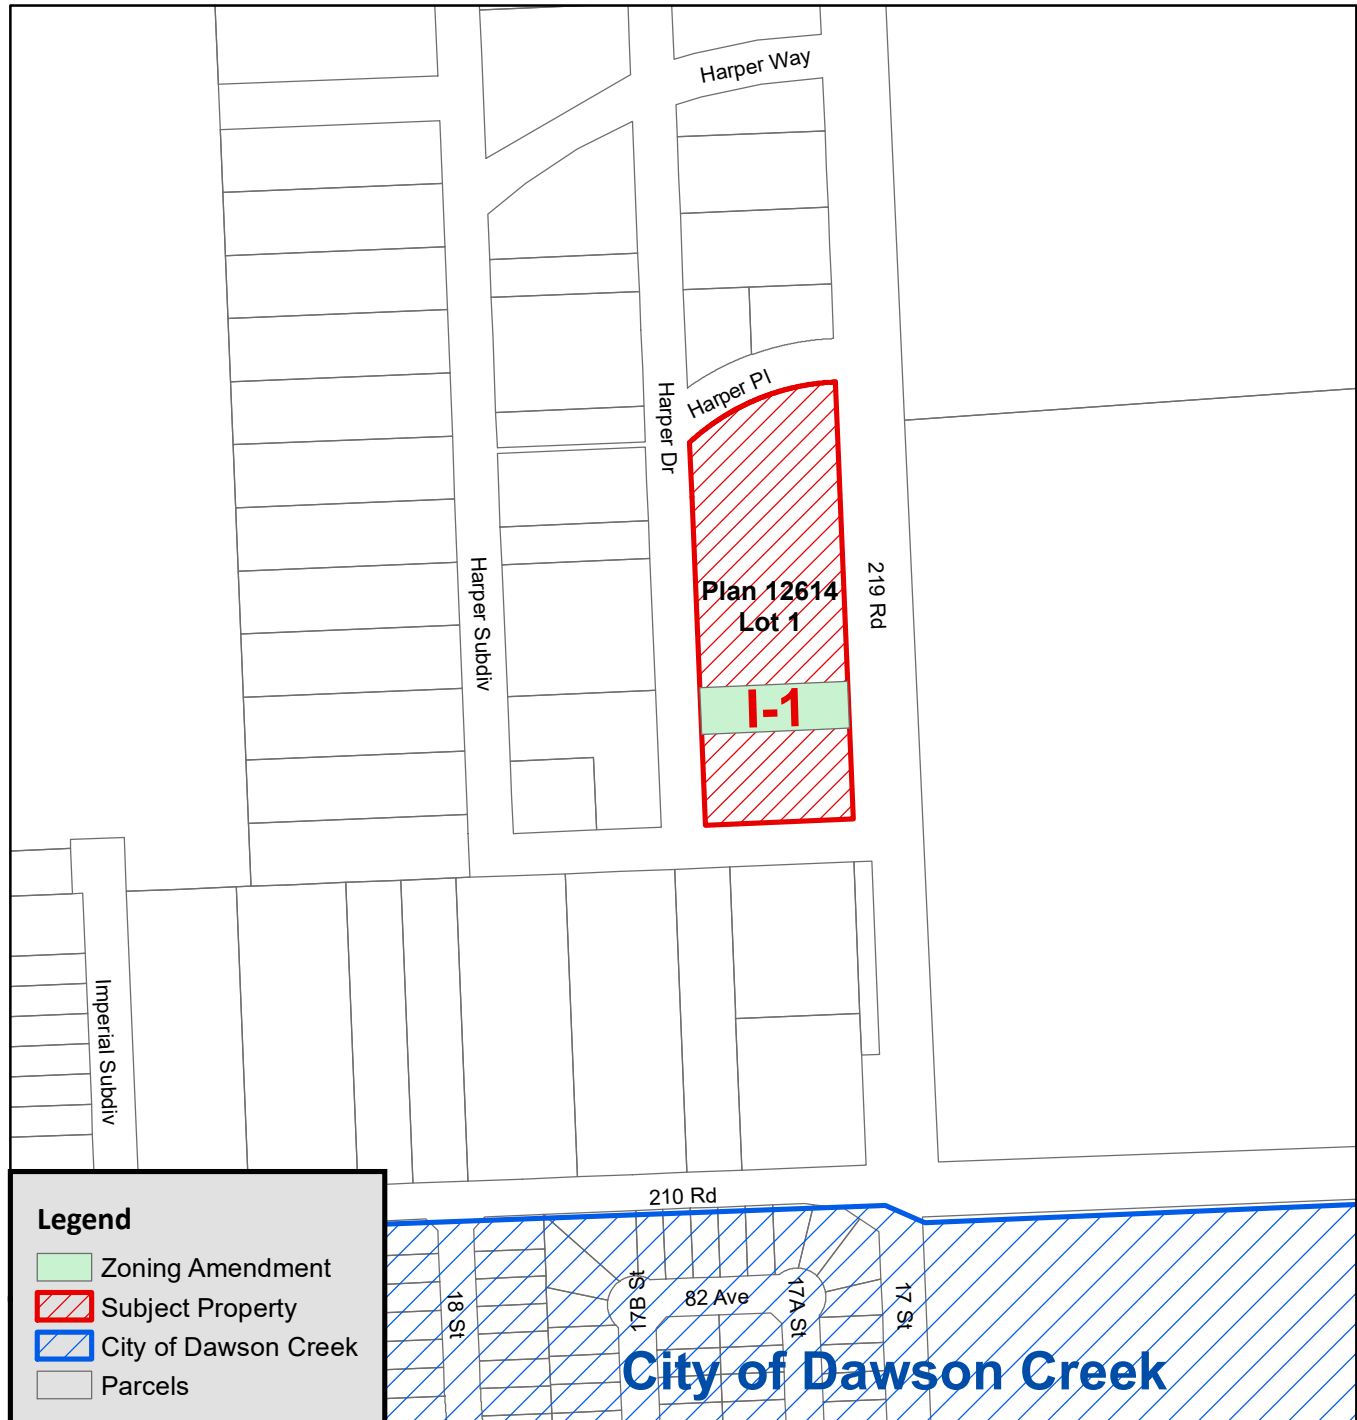 Harper Way
Harper Pl
Harper Dr
219 Rd
Harper Subdiv
Plan 12614
Lot 1
I-1
Imperial Subdiv
210 Rd
18 St
17B St
82 Ave
17A St
17 St
City of Dawson Creek
Legend
Zoning Amendment
Subject Property
City of Dawson Creek
Parcels